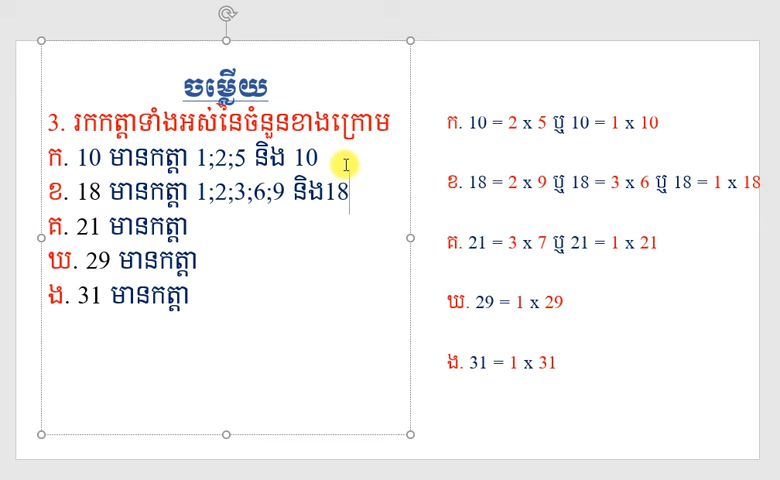 ចម្លើយ
3. រកកត្តាទាំងអស់នៃចំនួនខាងក្រោម
ក. 10 មានកត្តា 1;2;5 និង 10
ខ. 18 មានកត្តា 1;2;3;6;9 និង18
គ. 21 មានកត្តា
ឃ. 29 មានកត្តា
ង. 31 មានកត្តា
ក. 10 = 2 x 5 ឬ 10 = 1 x 10
ខ. 18 = 2 x 9 ឬ 18 = 3 x 6 ឬ 18 = 1 x 18
គ. 21 = 3 x 7 ឬ 21 = 1 x 21
ឃ. 29 = 1 x 29
ង. 31 = 1 x 31